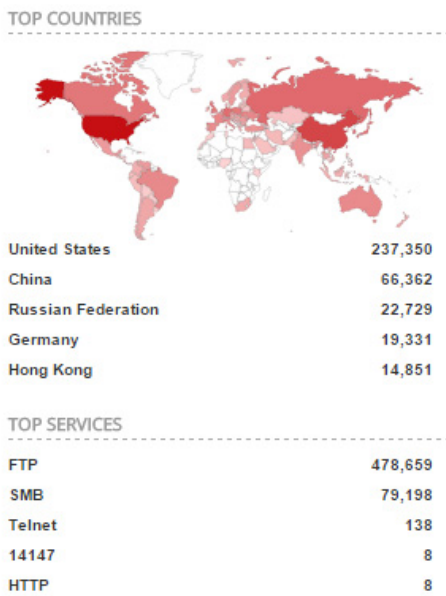 TOP COUNTRIES
United States 237,350
China 66,362
Russian Federation 22,729
Germany 19,331
Hong Kong 14,851
TOP SERVICES
FTP 478,659
SMB 79,198
Telnet 138
14147 8
HTTP 8